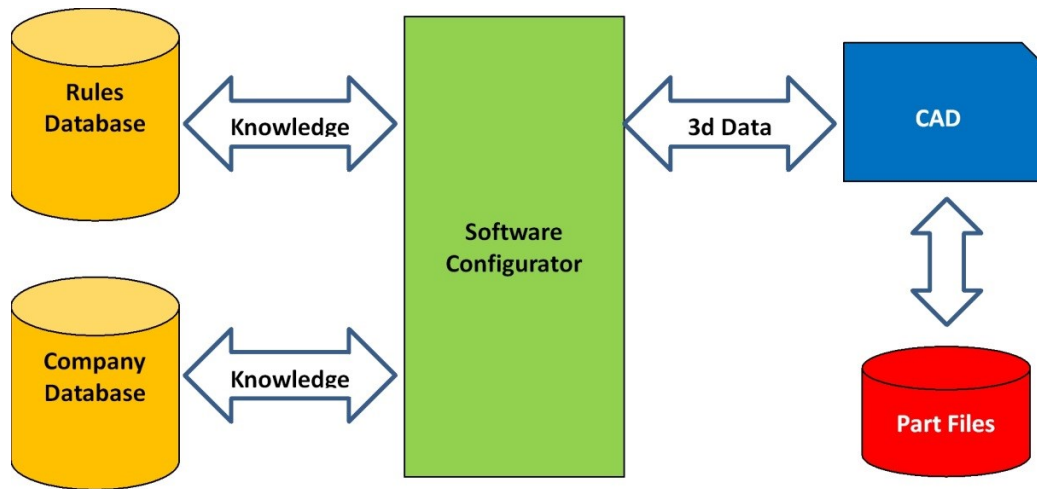 Rules
Database
Knowledge
Software
Configurator
3d Data
CAD
Company
Database
Knowledge
Part Files